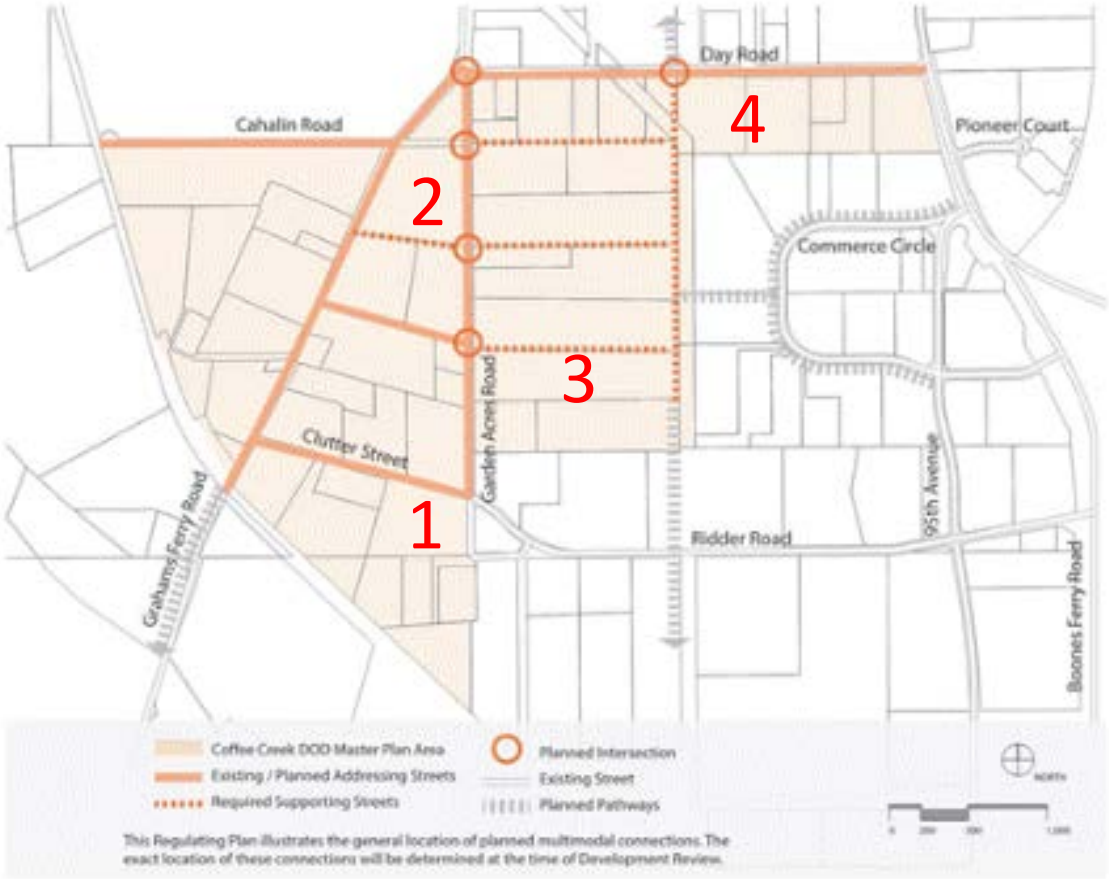 Day Road
4
Cahalin Road
Pioneer Court
2
Commerce Circle
3
Garden Acres Road
Clutter Street
95th Avenue
1
Grahams Ferry Road
Ridder Road
Boones Ferry Road
Coffee Creek DOD Master Plan Area
Planned Intersection
Existing / Planned Addressing Streets
Existing Street
NORTH
Required Supporting Streets
Planned Pathways
0
1,000
This Regulating Plan illustrates the general location of planned multimodal connections. The
exact location of these connections will be determined at the time of Development Review.